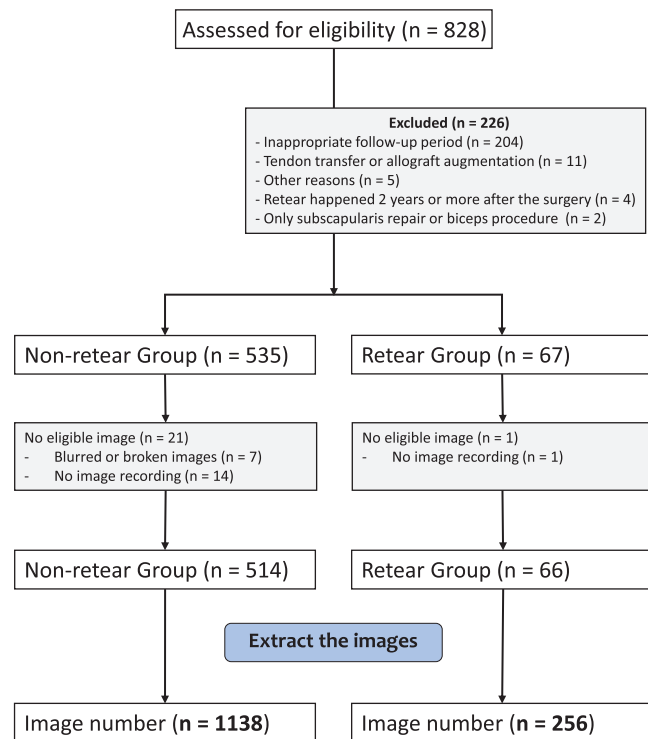 Assessed for eligibility (n = 828)
Excluded (n = 226)
- Inappropriate follow-up period (n = 204)
- Tendon transfer or allograft augmentation (n = 11)
- Other reasons (n = 5)
- Retear happened 2 years or more after the surgery (n = 4)
- Only subscapularis repair or biceps procedure (n = 2)
Non-retear Group (n = 535)
Retear Group (n = 67)
No eligible image (n = 21)
- Blurred or broken images (n = 7)
- No image recording (n = 14)
No eligible image (n = 1)
- No image recording (n = 1)
Non-retear Group (n = 514)
Retear Group (n = 66)
Extract the images
Image number (n = 1138)
Image number (n = 256)